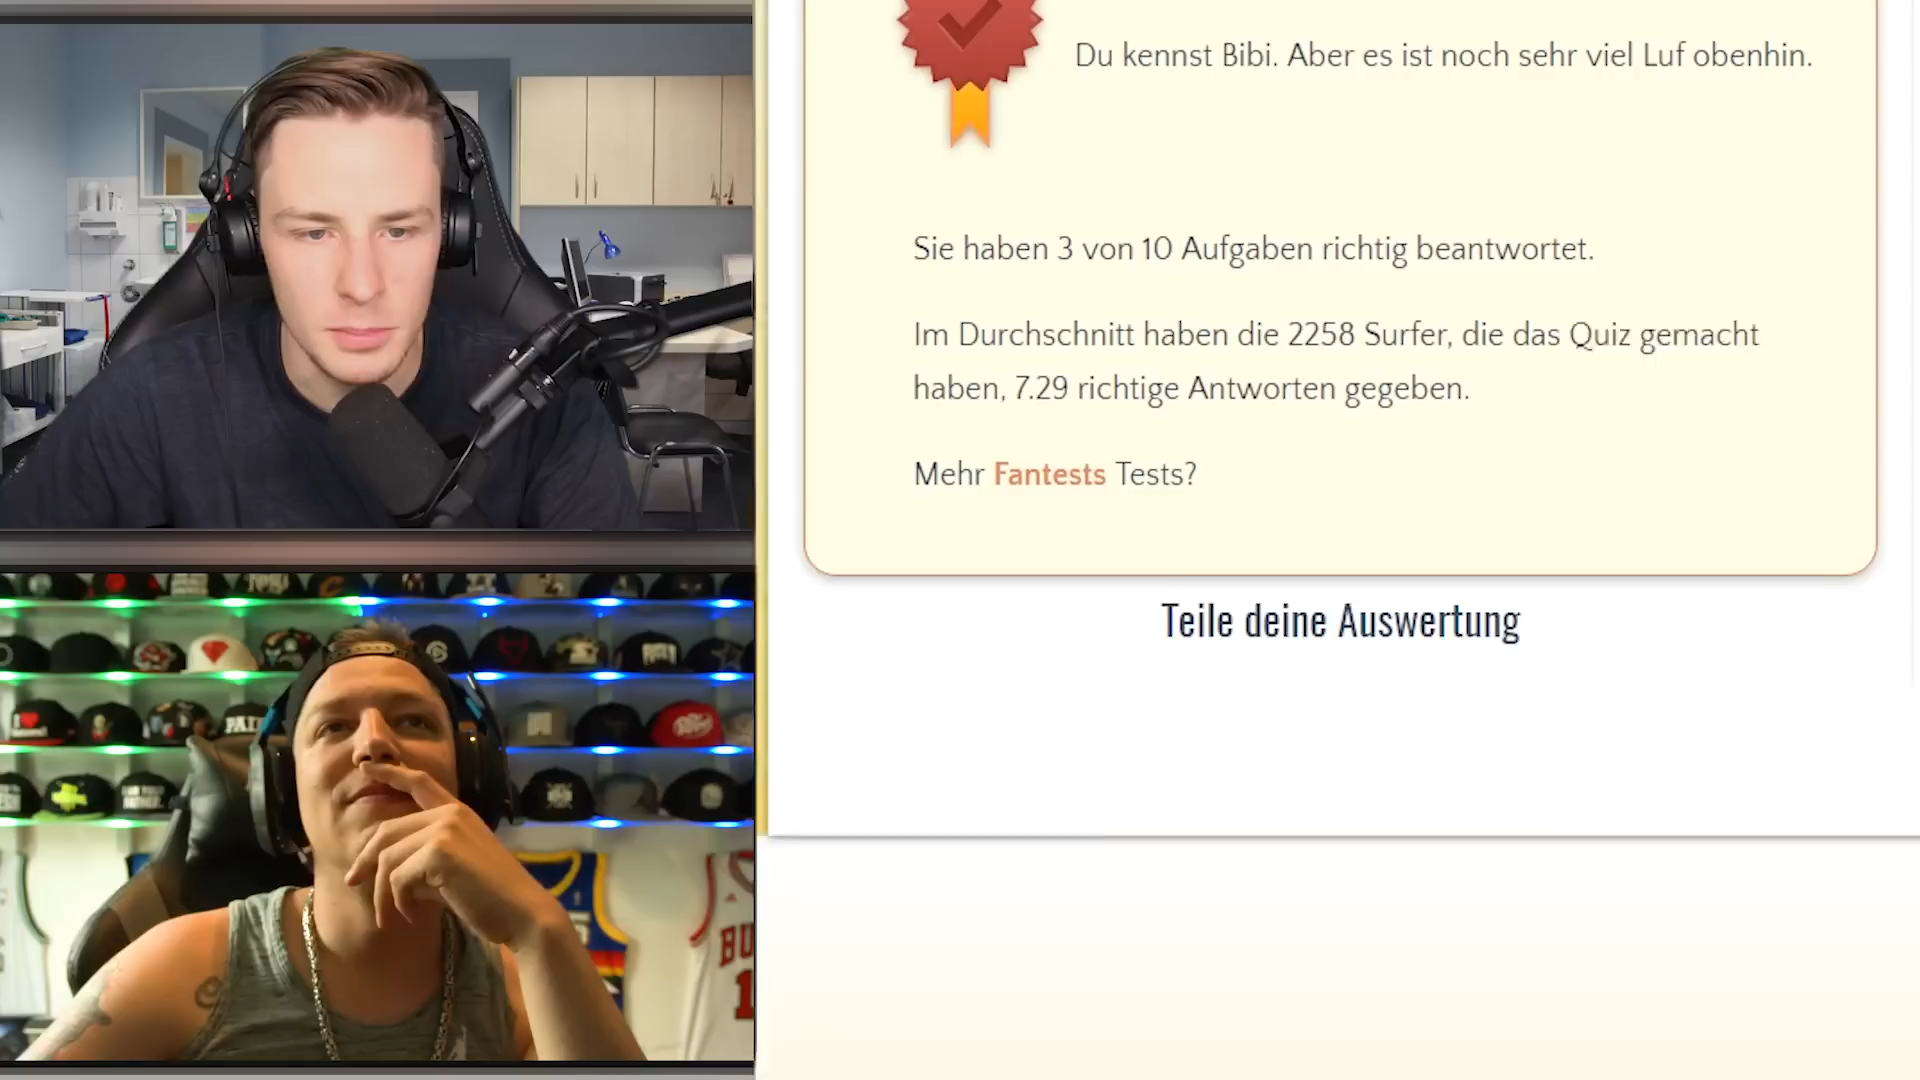 Du kennst Bibi. Aber es ist noch sehr viel Luf obenhin.
Sie haben 3 von 10 Aufgaben richtig beantwortet.
Im Durchschnitt haben die 2258 Surfer, die das Quiz gemacht
haben, 7.29 richtige Antworten gegeben.
Mehr Fantests Tests?
Teile deine Auswertung
BU
1